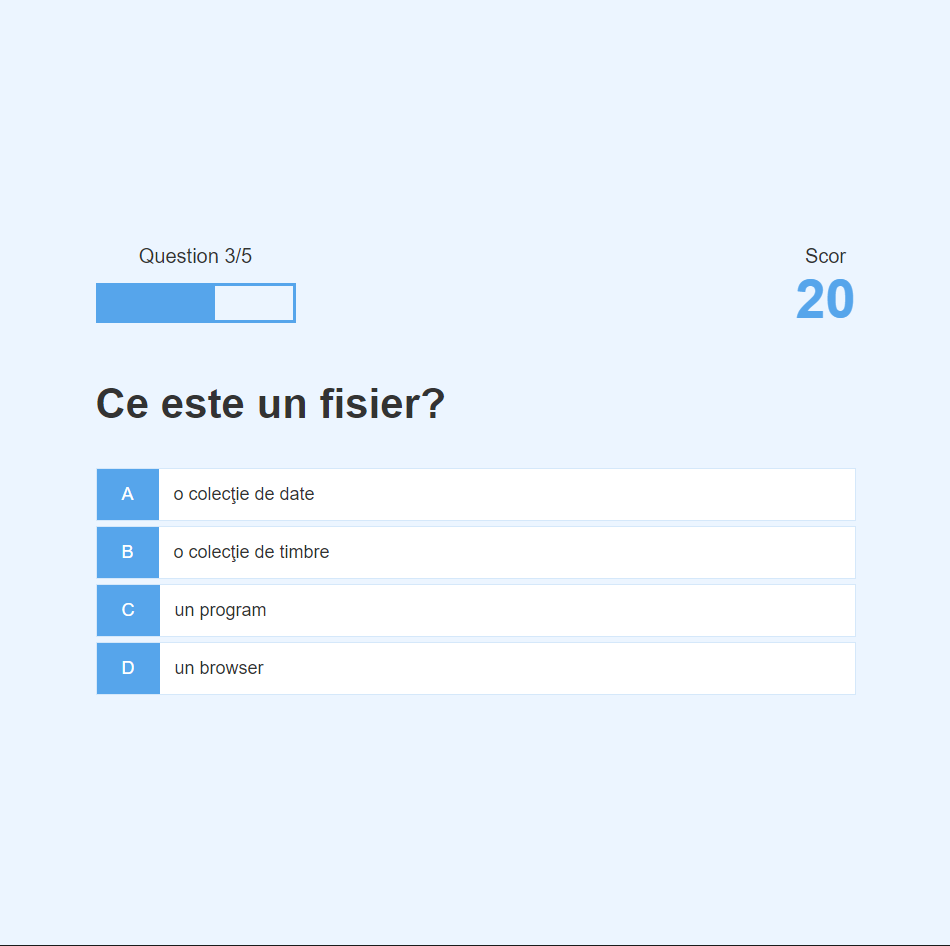 Question 3/5
Scor
20
Ce este un fisier?
A o colecţie de date
B o colecţie de timbre
C un program
D un browser